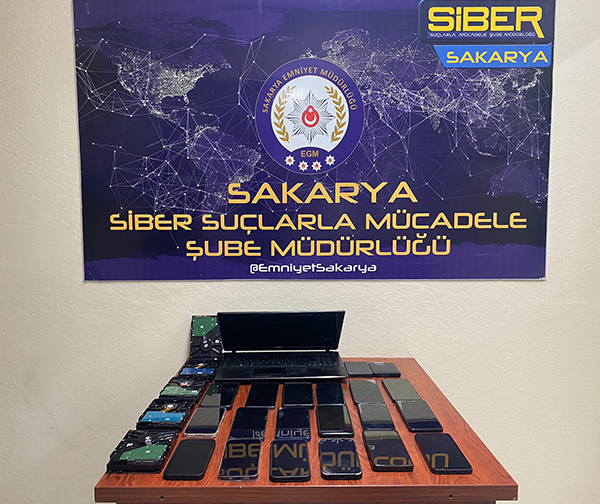 SİBER
SUÇLARLA MÜCADELE ŞUBE MÜDÜRLÜĞÜ
SAKARYA
SAKARYA EMNİYET MÜDÜRLÜĞÜ
EGM
SAKARYA
SİBER SUÇLARLA MÜCADELE
ŞUBE MÜDÜRLÜĞÜ
@EmniyetSakarya